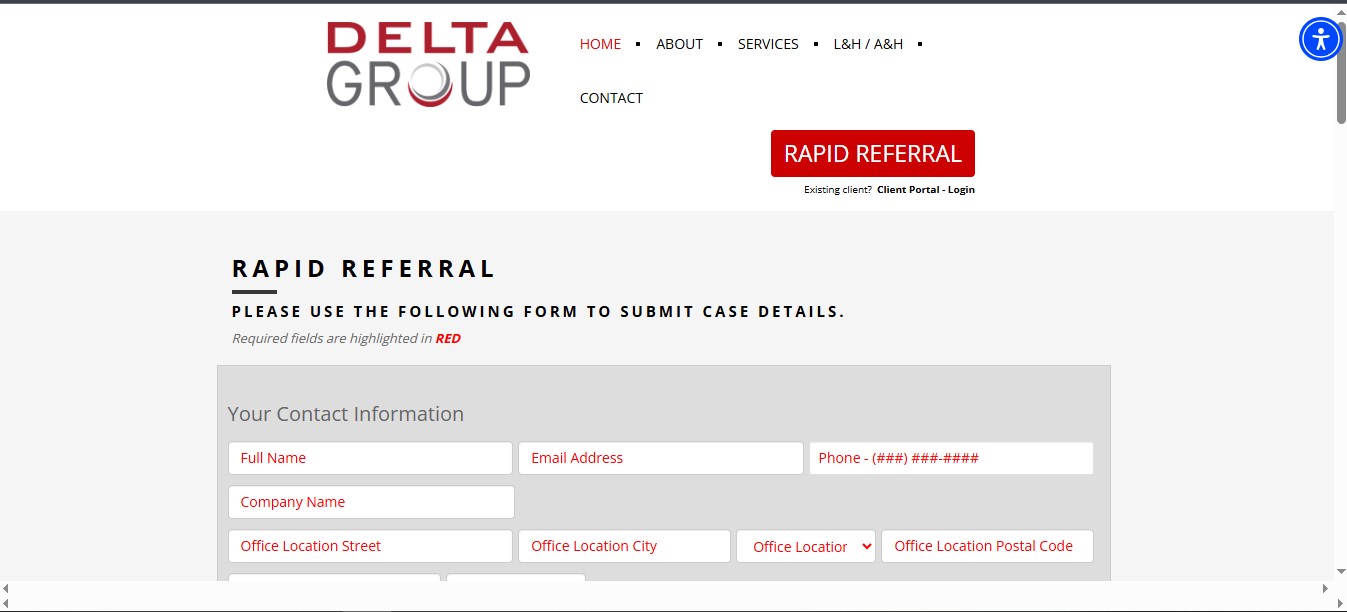 DELTA
GROUP
HOME ▪ ABOUT ▪ SERVICES ▪ L&H / A&H ▪
CONTACT
RAPID REFERRAL
Existing client? Client Portal - Login
RAPID REFERRAL
PLEASE USE THE FOLLOWING FORM TO SUBMIT CASE DETAILS.
Required fields are highlighted in RED
Your Contact Information
Full Name Email Address Phone - (###) ###-####
Company Name
Office Location Street Office Location City Office Location Office Location Postal Code